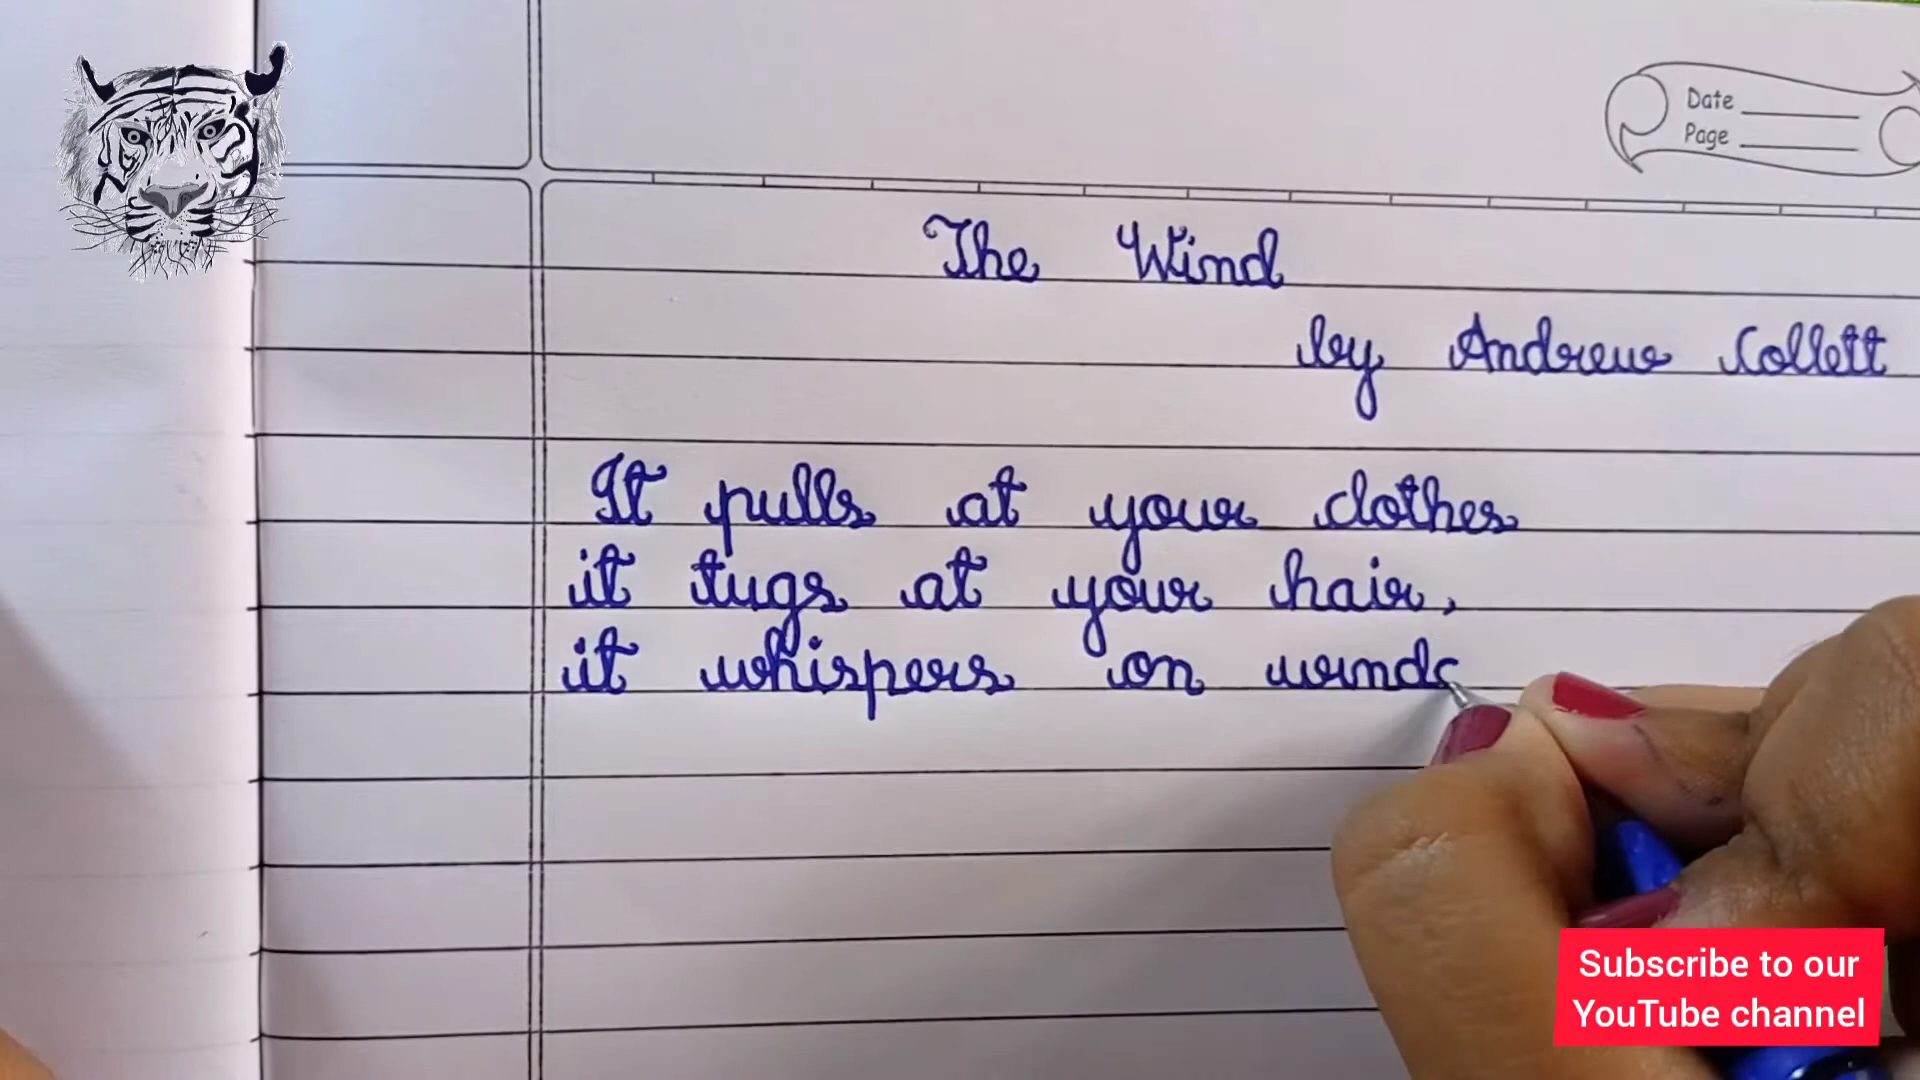 Date
Page
The Wind
by Andrew Collett
It pulls at your clothes
it tugs at your hair,
it whispers on
Subscribe to our
YouTube channel